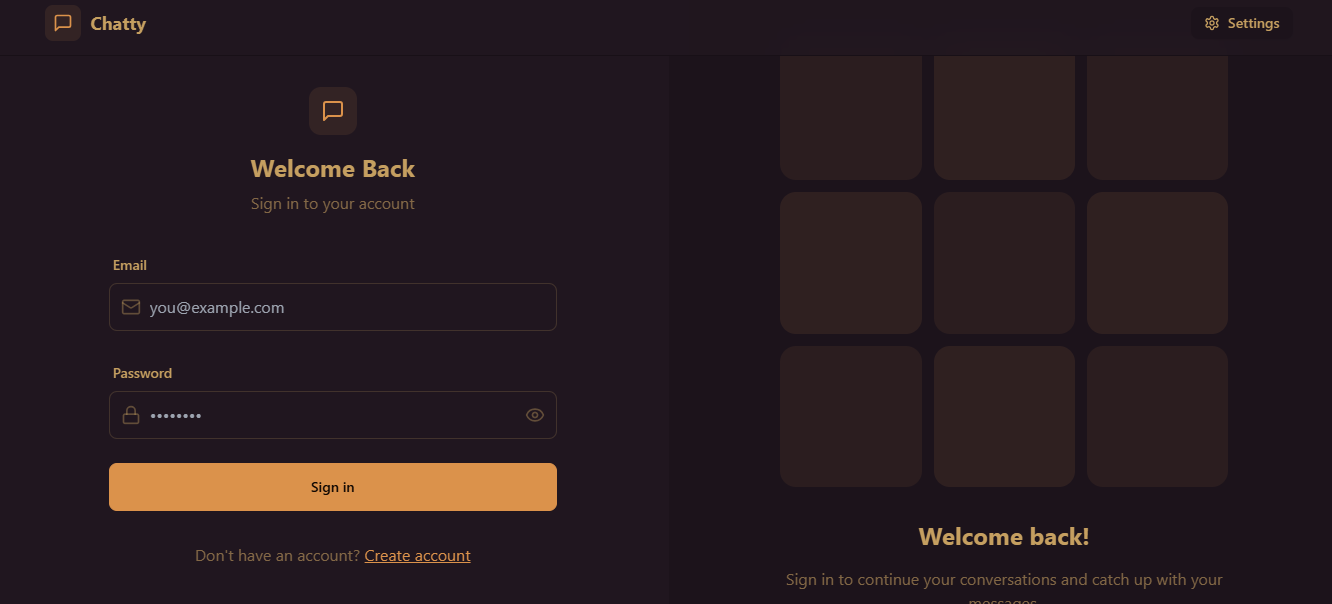 Chatty
Settings
Welcome Back
Sign in to your account
Email
you@example.com
Password
••••••••
Sign in
Don't have an account? Create account
Welcome back!
Sign in to continue your conversations and catch up with your
messages.